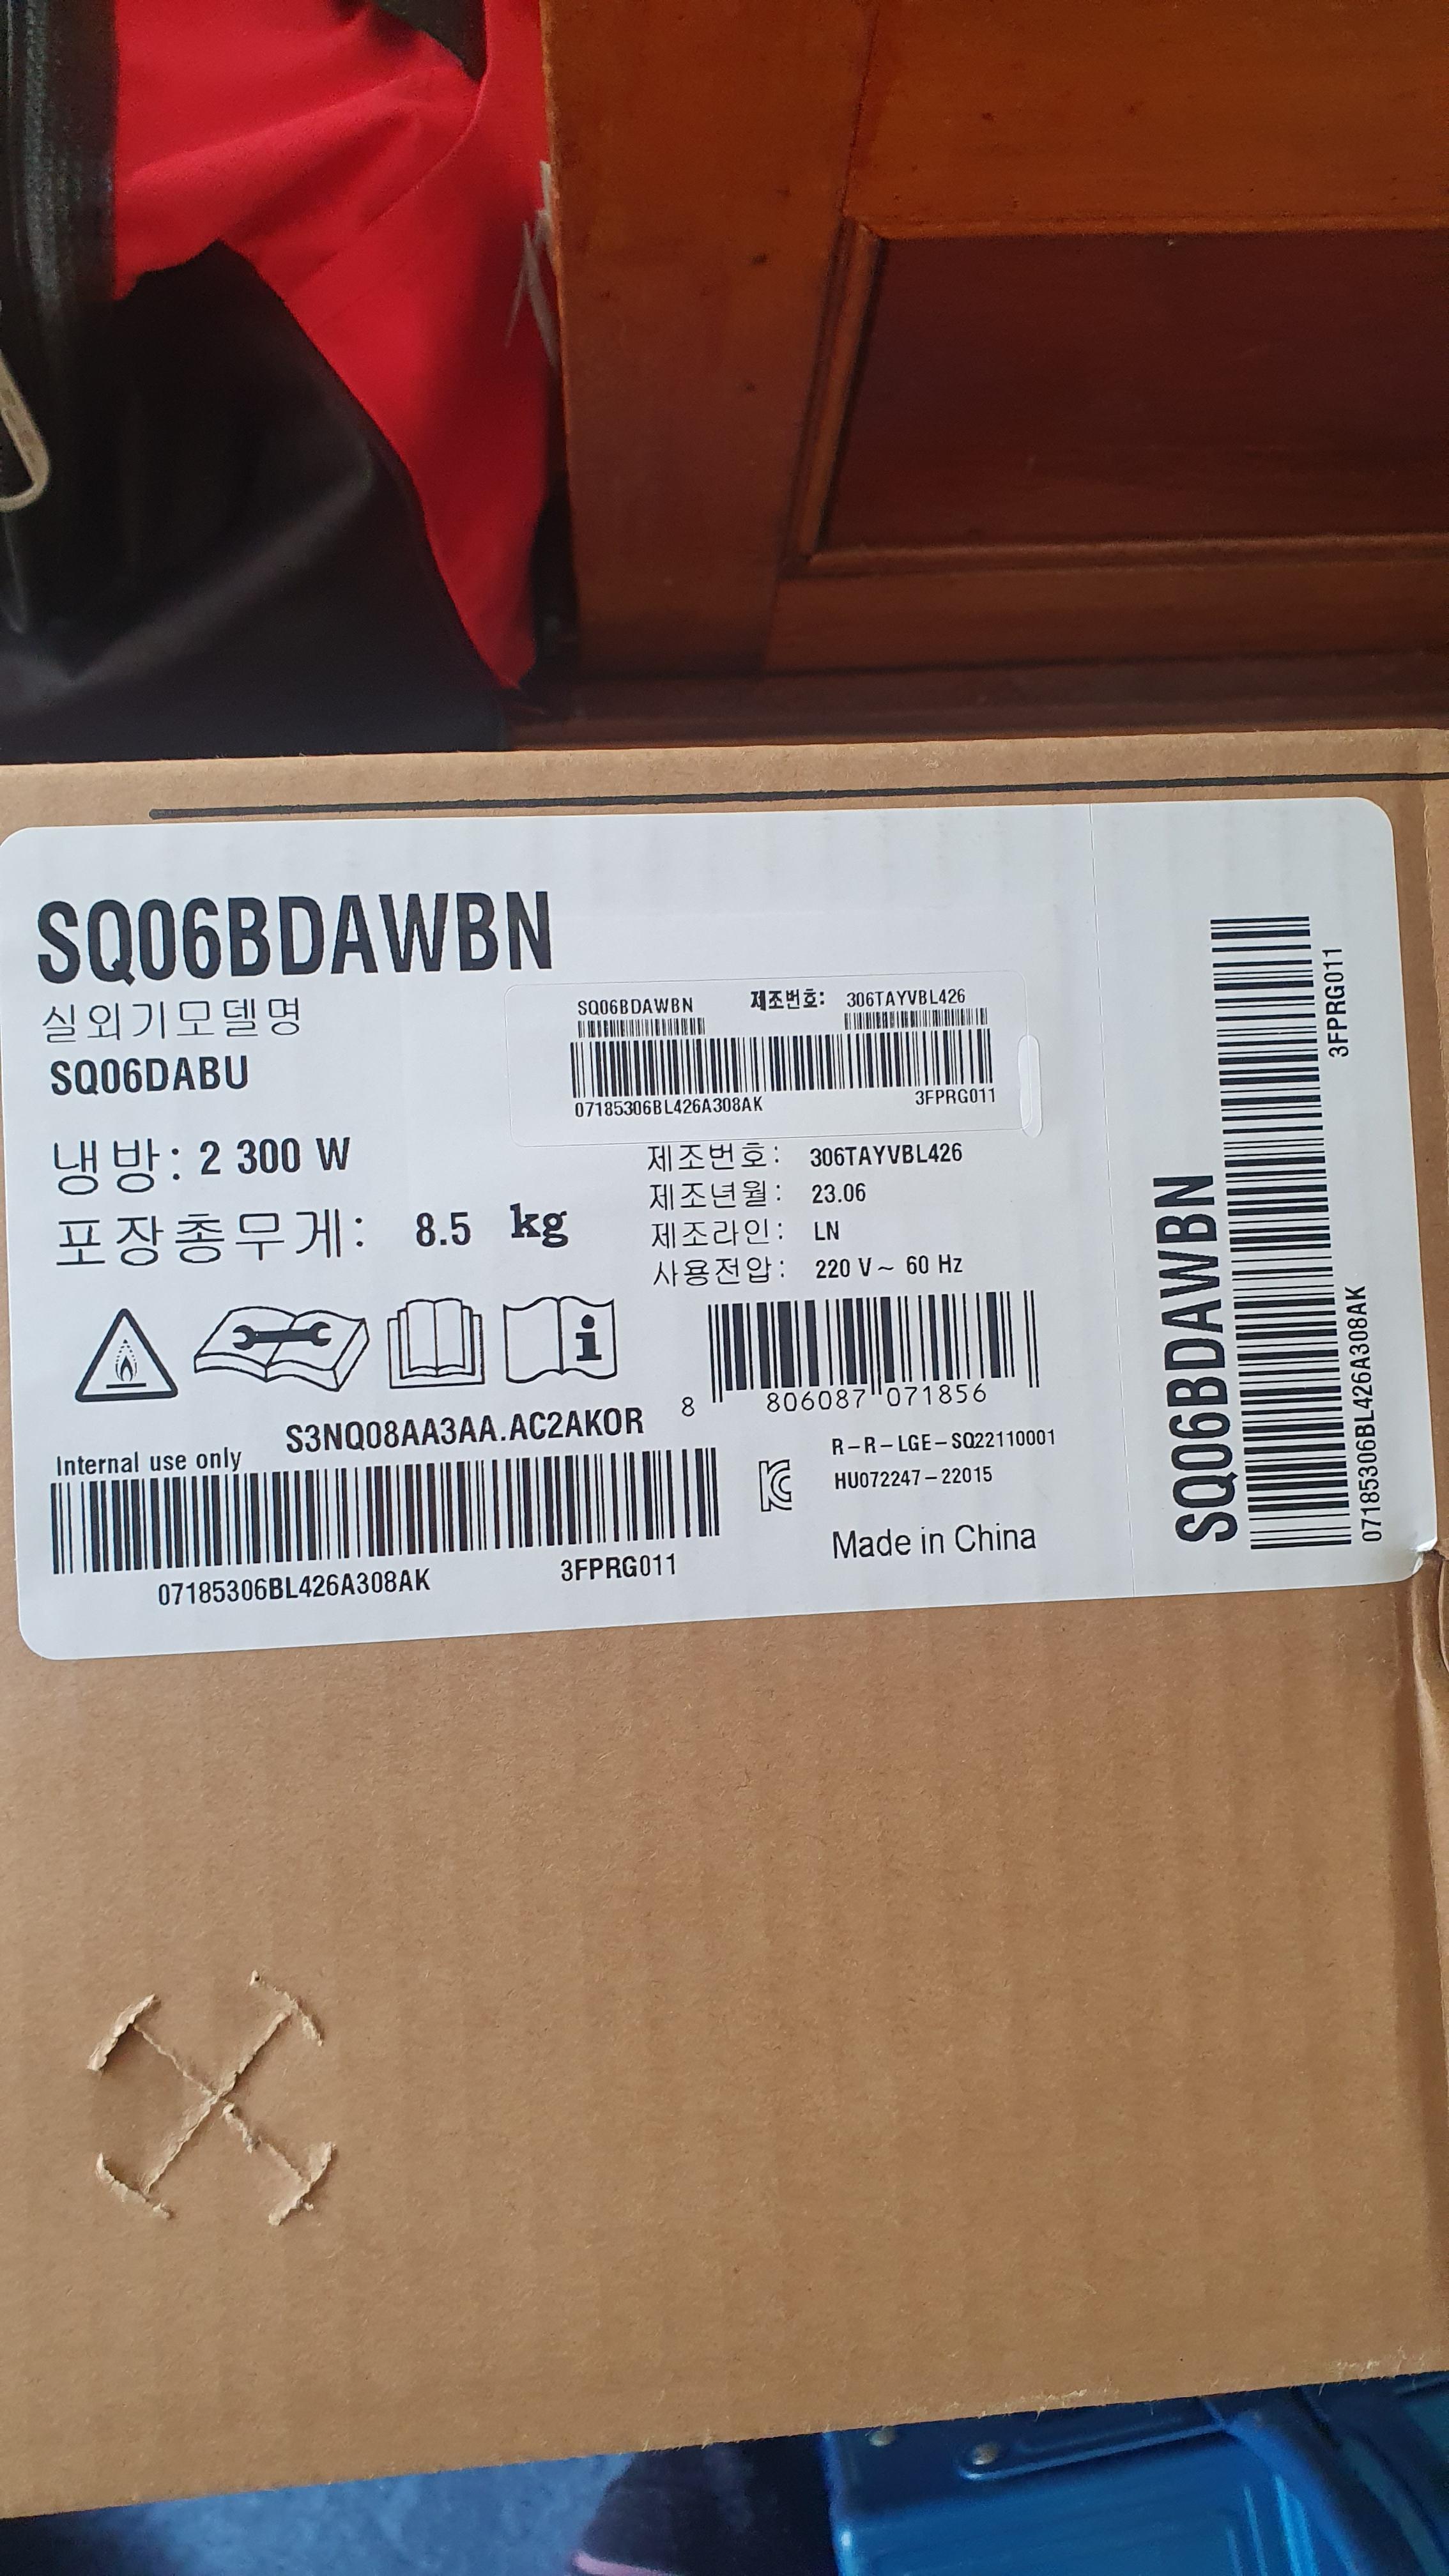 SQ06BDAWBN
실외기모델명
SQ06DABU
냉방: 2 300 W
포장총무게: 8.5 kg
SQ06BDAWBN 제조번호: 306TAYVBL426
07185306BL426A308AK 3FPRG011
제조번호: 306TAYVBL426
제조년월: 23.06
제조라인: LN
사용전압: 220 V~ 60 Hz
8 806087 071856
S3NQ08AA3AA.AC2AKOR
Internal use only
07185306BL426A308AK 3FPRG011
R-R-LGE-SQ22110001
HU072247-22015
Made in China
SQ06BDAWBN
07185306BL426A308AK 3FPRG011